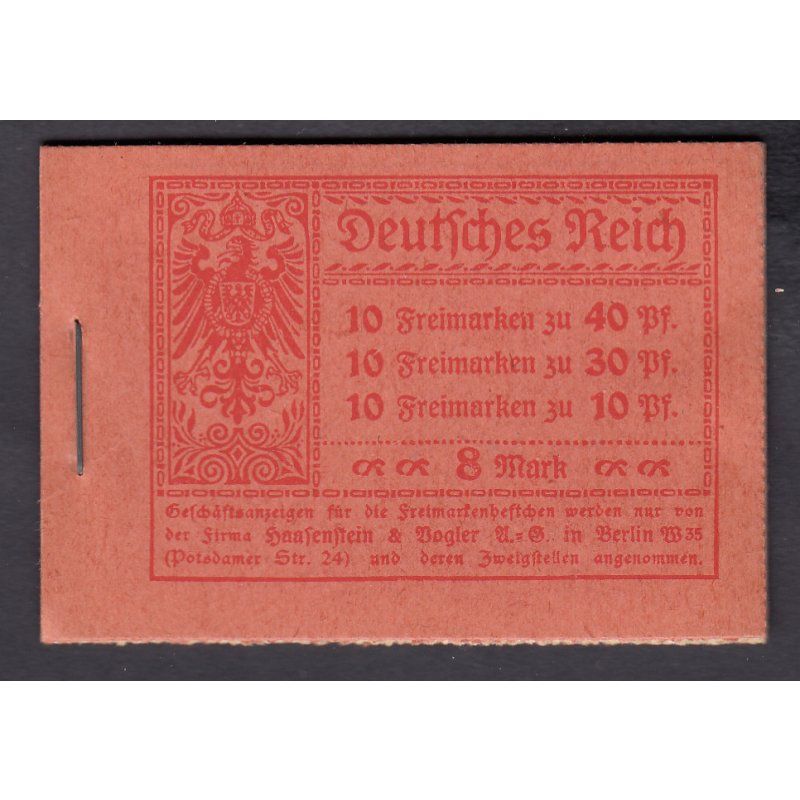 Deutſches Reich
10 Freimarken zu 40 Pf.
10 Freimarken zu 30 Pf.
10 Freimarken zu 10 Pf.
8 Mark
Geſchäftsanzeigen für die Freimarkenheftchen werden nur von
der Firma Haaſenſtein & Vogler A.=G. in Berlin W35
(Potsdamer Str. 24) und deren Zweigſtellen angenommen.